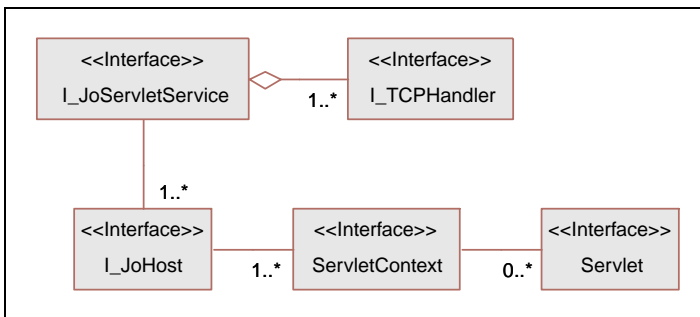 <<Interface>>
I_JoServletService
<<Interface>>
I_TCPHandler
1..*
1..*
<<Interface>>
I_JoHost
<<Interface>>
ServletContext
<<Interface>>
Servlet
1..*
0..*